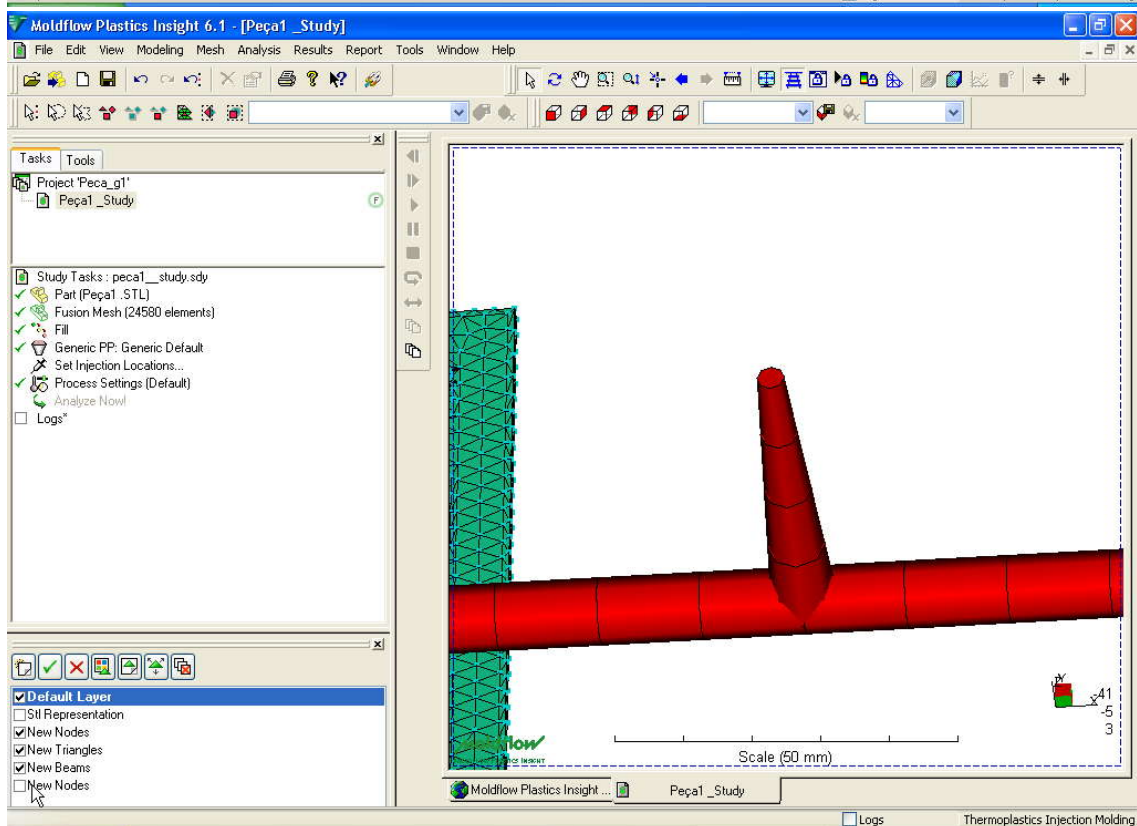 Moldflow Plastics Insight 6.1 - [Peça1 _Study]
File Edit View Modeling Mesh Analysis Results Report Tools Window Help
Tasks Tools
Project 'Peca_g1'
Peça1 _Study
F
Study Tasks : peca1__study.sdy
Part (Peça1 .STL)
Fusion Mesh (24580 elements)
Fill
Generic PP: Generic Default
Set Injection Locations...
Process Settings (Default)
Analyze Now!
Logs*
Default Layer
Stl Representation
New Nodes
New Triangles
New Beams
New Nodes
moldflow
Scale (50 mm)
Y
x
-41
-5
3
Moldflow Plastics Insight ... Peça1 _Study
Logs Thermoplastics Injection Molding